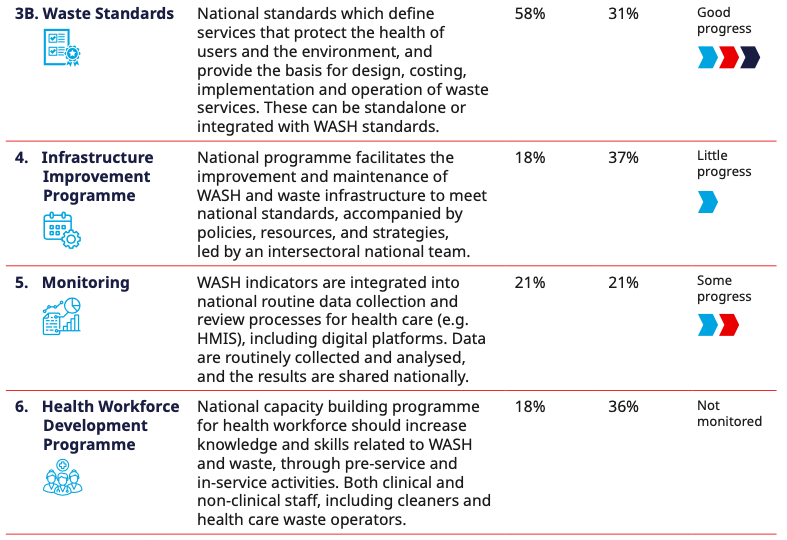 3B. Waste Standards
National standards which define
services that protect the health of
users and the environment, and
provide the basis for design, costing,
implementation and operation of waste
services. These can be standalone or
integrated with WASH standards.
58%
31%
Good
progress
4. Infrastructure
Improvement
Programme
National programme facilitates the
improvement and maintenance of
WASH and waste infrastructure to meet
national standards, accompanied by
policies, resources, and strategies,
led by an intersectoral national team.
18%
37%
Little
progress
5. Monitoring
WASH indicators are integrated into
national routine data collection and
review processes for health care (e.g.
HMIS), including digital platforms. Data
are routinely collected and analysed,
and the results are shared nationally.
21%
21%
Some
progress
6. Health Workforce
Development
Programme
National capacity building programme
for health workforce should increase
knowledge and skills related to WASH
and waste, through pre-service and
in-service activities. Both clinical and
non-clinical staff, including cleaners and
health care waste operators.
18%
36%
Not
monitored